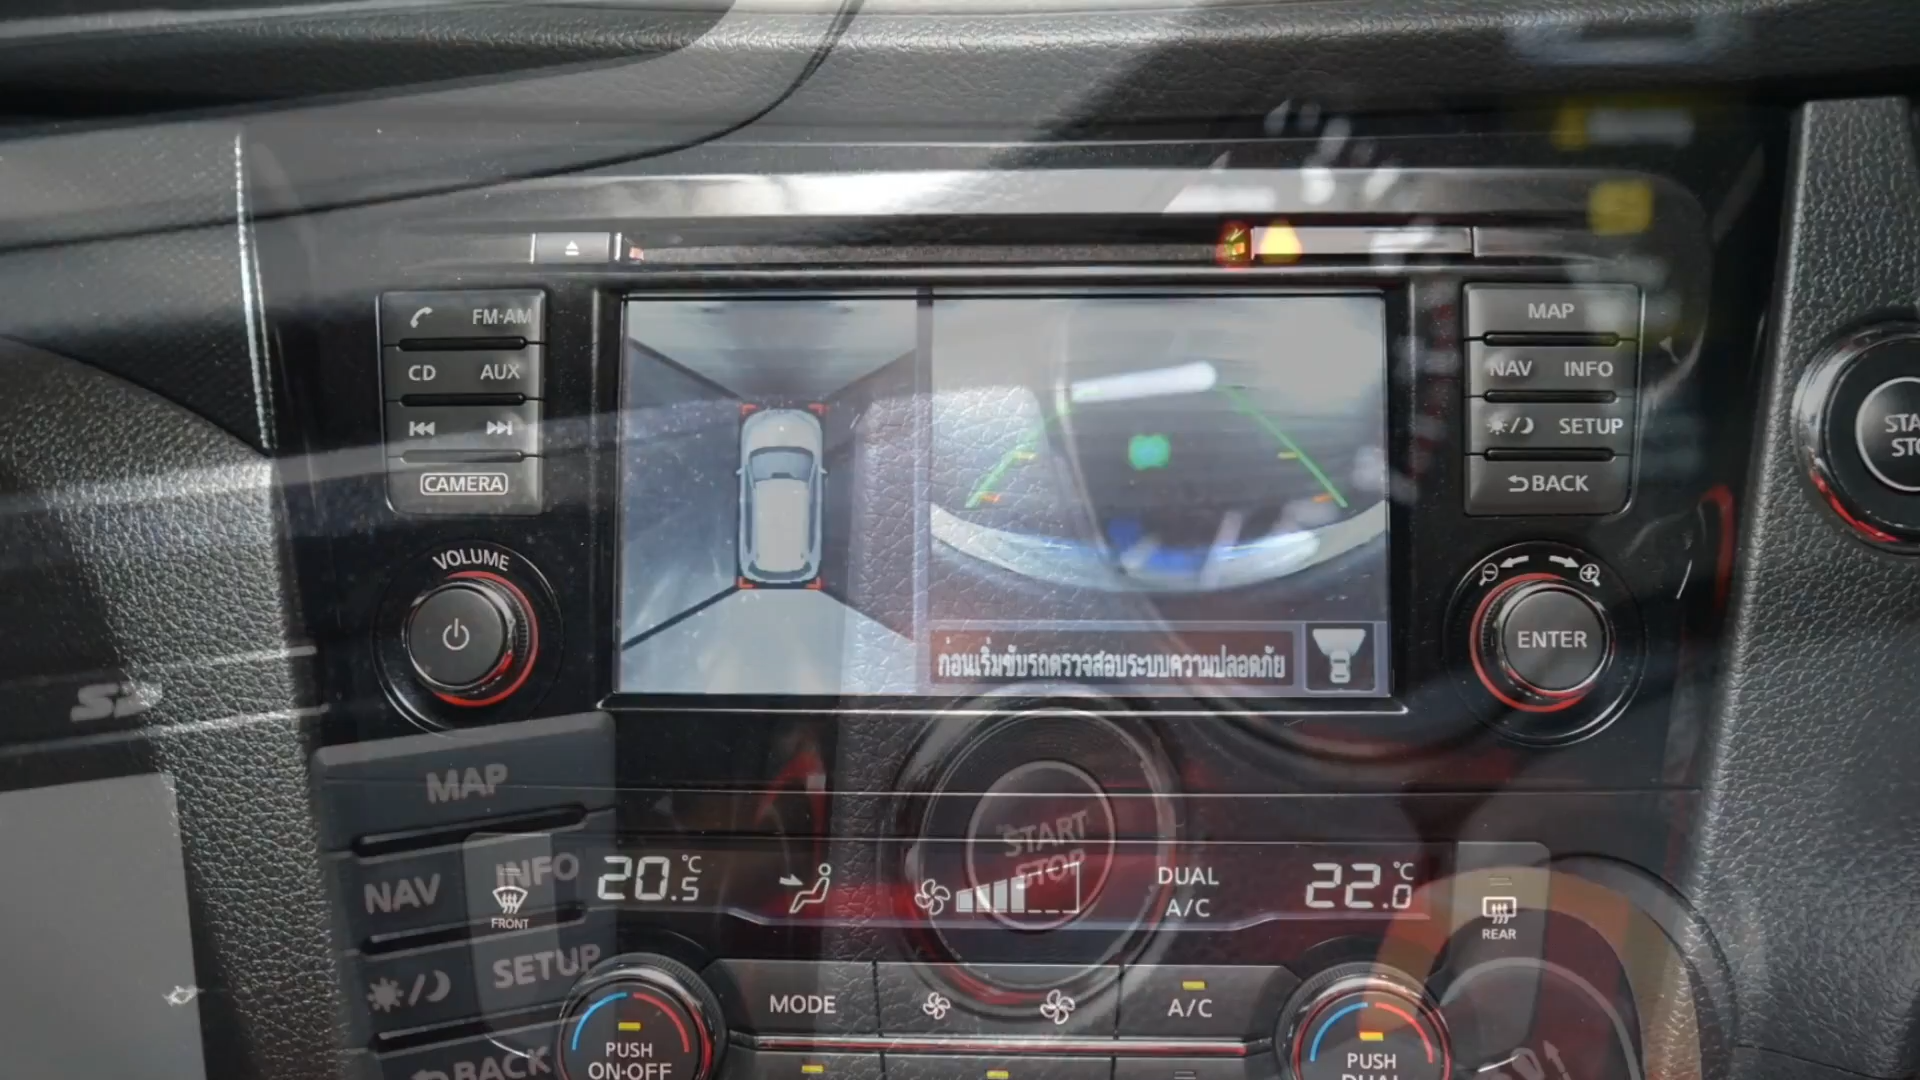 FM·AM
CD AUX
CAMERA
VOLUME
MAP
NAV INFO
SETUP
BACK
ENTER
ก่อนเริ่มขับรถตรวจสอบระบบความปลอดภัย
START
STOP
MAP
NAV INFO
SETUP
BACK
FRONT
20.5 °C
DUAL
A/C
22.0 °C
REAR
MODE
A/C
PUSH
ON·OFF
PUSH
DUAL